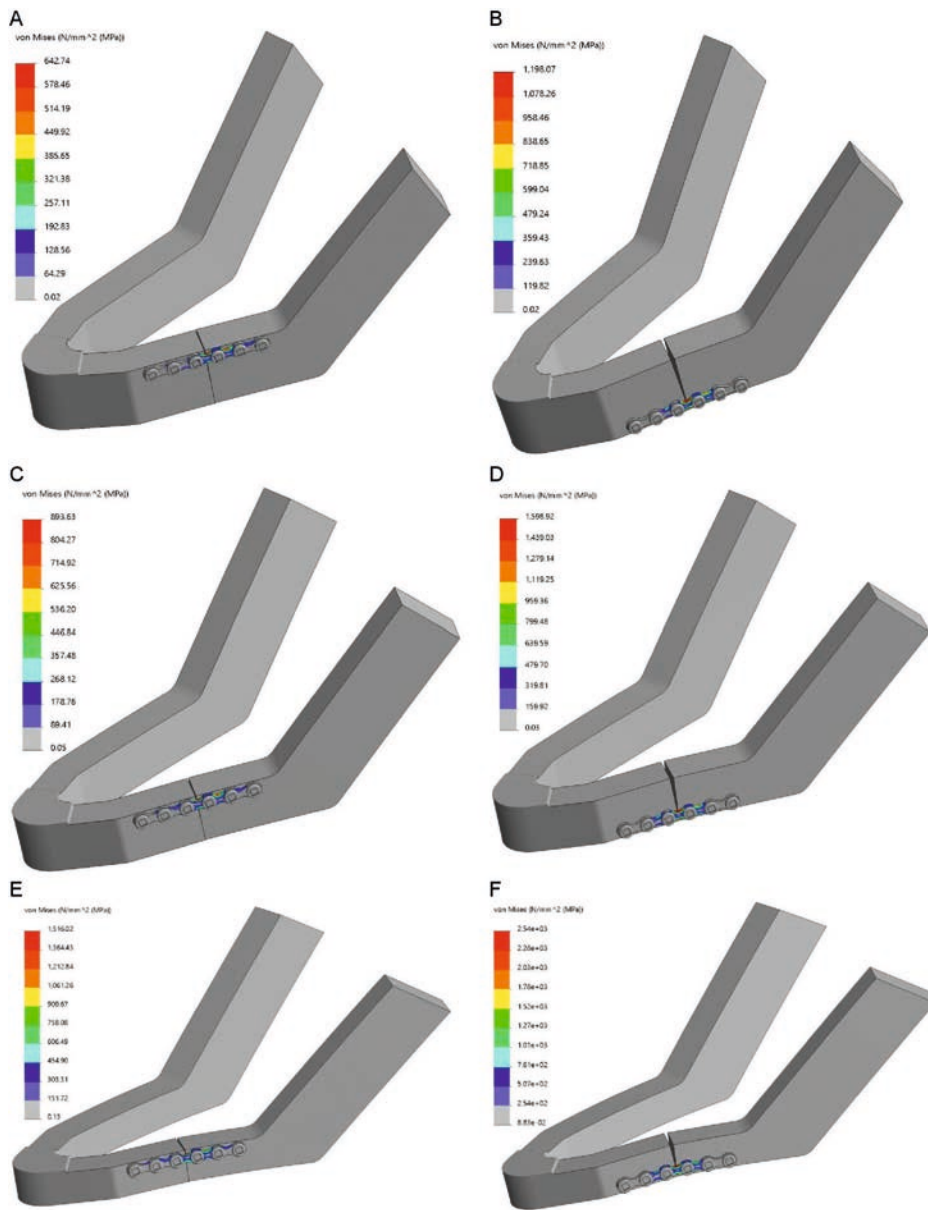 A
von Mises (N/mm^2 (MPa))
642.74
578.46
514.19
449.92
385.65
321.38
257.11
192.83
128.56
64.29
0.02
B
von Mises (N/mm^2 (MPa))
1,198.07
1,078.26
958.46
838.65
718.85
599.04
479.24
359.43
239.63
119.82
0.02
C
von Mises (N/mm^2 (MPa))
893.63
804.27
714.92
625.56
536.20
446.84
357.48
268.12
178.76
89.41
0.05
D
von Mises (N/mm^2 (MPa))
1,598.92
1,439.03
1,279.14
1,119.25
959.36
799.48
639.59
479.70
319.81
159.92
0.03
E
von Mises (N/mm^2 (MPa))
1,516.02
1,364.43
1,212.84
1,061.26
909.67
758.08
606.49
454.90
303.31
151.72
0.13
F
von Mises (N/mm^2 (MPa))
2.54e+03
2.28e+03
2.03e+03
1.78e+03
1.52e+03
1.27e+03
1.01e+03
7.61e+02
5.07e+02
2.54e+02
8.83e-02